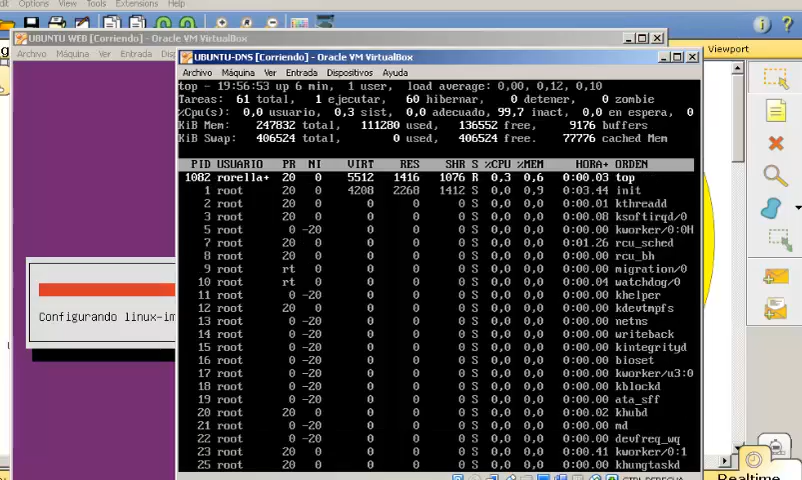 Options View Tools Extensions Help
UBUNTU WEB [Corriendo] - Oracle VM VirtualBox
Archivo Máquina Ver Entrada
Viewport
UBUNTU-DNS [Corriendo] - Oracle VM VirtualBox
Archivo Máquina Ver Entrada Dispositivos Ayuda
top - 19:56:53 up 6 min, 1 user, load average: 0,00, 0,12, 0,10
Tareas: 61 total, 1 ejecutar, 60 hibernar, 0 detener, 0 zombie
%Cpu(s): 0,0 usuario, 0,3 sist, 0,0 adecuado, 99,7 inact, 0,0 en espera, 0
KiB Mem: 247832 total, 111280 used, 136552 free, 9176 buffers
KiB Swap: 406524 total, 0 used, 406524 free. 77776 cached Mem
PID USUARIO PR NI VIRT RES SHR S %CPU %MEM HORA+ ORDEN
1082 rorella+ 20 0 5512 1416 1076 R 0,3 0,6 0:00.03 top
1 root 20 0 4208 2268 1412 S 0,0 0,9 0:03.44 init
2 root 20 0 0 0 0 S 0,0 0,0 0:00.01 kthreadd
3 root 20 0 0 0 0 S 0,0 0,0 0:00.08 ksoftirqd/0
5 root 0 -20 0 0 0 S 0,0 0,0 0:00.00 kworker/0:0H
7 root 20 0 0 0 0 S 0,0 0,0 0:01.26 rcu_sched
8 root 20 0 0 0 0 S 0,0 0,0 0:00.00 rcu_bh
9 root rt 0 0 0 0 S 0,0 0,0 0:00.00 migration/0
10 root rt 0 0 0 0 S 0,0 0,0 0:00.04 watchdog/0
11 root 0 -20 0 0 0 S 0,0 0,0 0:00.00 khelper
12 root 20 0 0 0 0 S 0,0 0,0 0:00.00 kdevtmpfs
13 root 0 -20 0 0 0 S 0,0 0,0 0:00.00 netns
14 root 0 -20 0 0 0 S 0,0 0,0 0:00.00 writeback
15 root 0 -20 0 0 0 S 0,0 0,0 0:00.00 kintegrityd
16 root 0 -20 0 0 0 S 0,0 0,0 0:00.00 bioset
17 root 0 -20 0 0 0 S 0,0 0,0 0:00.00 kworker/u3:0
18 root 0 -20 0 0 0 S 0,0 0,0 0:00.00 kblockd
19 root 0 -20 0 0 0 S 0,0 0,0 0:00.00 ata_sff
20 root 20 0 0 0 0 S 0,0 0,0 0:00.02 khubd
21 root 0 -20 0 0 0 S 0,0 0,0 0:00.00 md
22 root 0 -20 0 0 0 S 0,0 0,0 0:00.00 devfreq_wq
23 root 20 0 0 0 0 S 0,0 0,0 0:00.41 kworker/0:1
25 root 20 0 0 0 0 S 0,0 0,0 0:00.00 khungtaskd
Configurando linux-im
CTRL DERECHA
Realtime